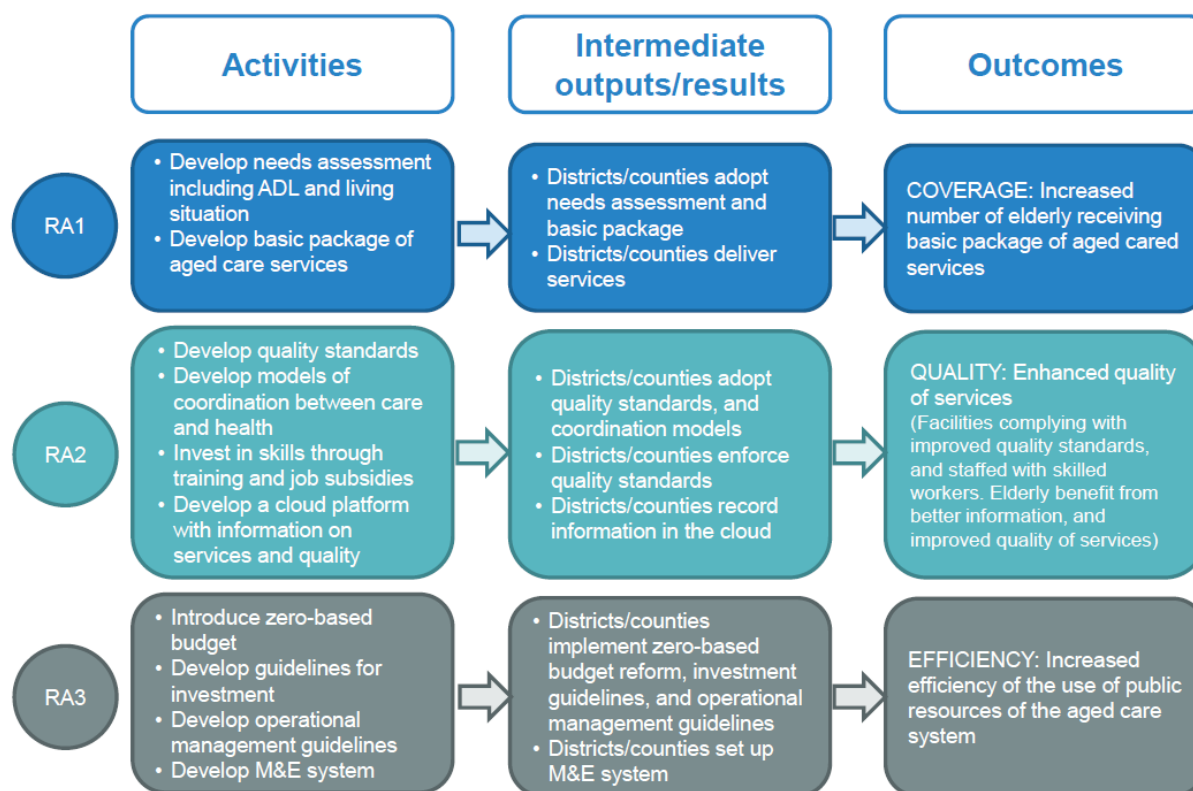 Activities
Intermediate
outputs/results
Outcomes
RA1
• Develop needs assessment
including ADL and living
situation
• Develop basic package of
aged care services
• Districts/counties adopt
needs assessment and
basic package
• Districts/counties deliver
services
COVERAGE: Increased
number of elderly receiving
basic package of aged cared
services
RA2
• Develop quality standards
• Develop models of
coordination between care
and health
• Invest in skills through
training and job subsidies
• Develop a cloud platform
with information on
services and quality
• Districts/counties adopt
quality standards, and
coordination models
• Districts/counties enforce
quality standards
• Districts/counties record
information in the cloud
QUALITY: Enhanced quality
of services
(Facilities complying with
improved quality standards,
and staffed with skilled
workers. Elderly benefit from
better information, and
improved quality of services)
RA3
• Introduce zero-based
budget
• Develop guidelines for
investment
• Develop operational
management guidelines
• Develop M&E system
• Districts/counties
implement zero-based
budget reform, investment
guidelines, and operational
management guidelines
• Districts/counties set up
M&E system
EFFICIENCY: Increased
efficiency of the use of public
resources of the aged care
system